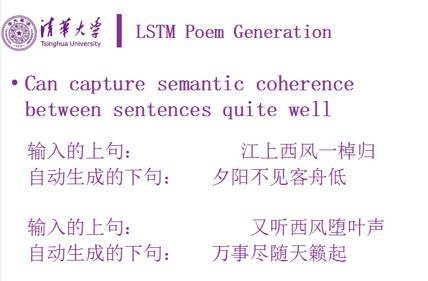 清华大学
Tsinghua University
LSTM Poem Generation
• Can capture semantic coherence
between sentences quite well
输入的上句： 江上西风一棹归
自动生成的下句： 夕阳不见客舟低
输入的上句： 又听西风堕叶声
自动生成的下句： 万事尽随天籁起